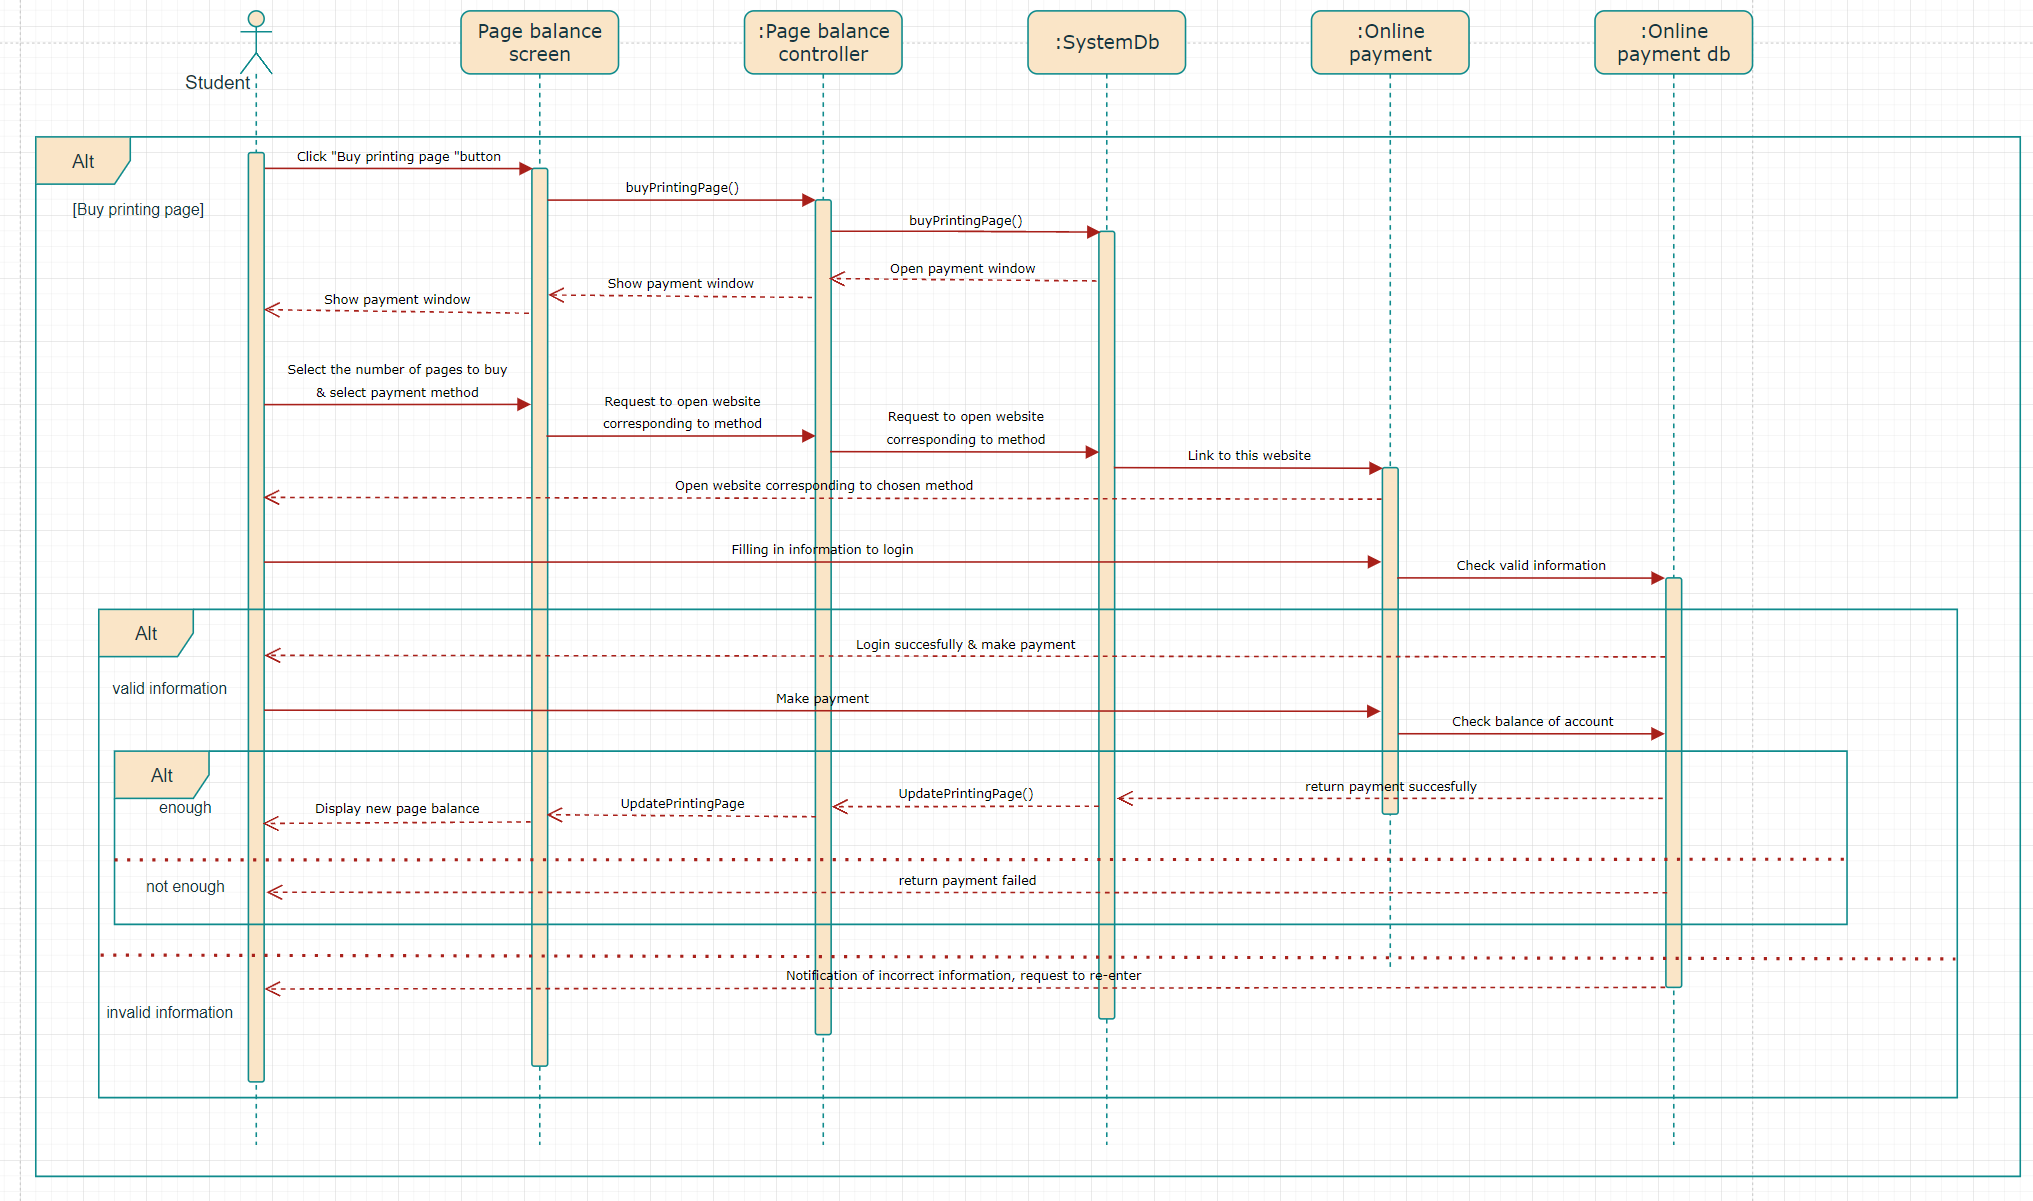 Student
Page balance
screen
:Page balance
controller
:SystemDb
:Online
payment
:Online
payment db
Alt
[Buy printing page]
Click "Buy printing page "button
buyPrintingPage()
buyPrintingPage()
Open payment window
Show payment window
Show payment window
Select the number of pages to buy
& select payment method
Request to open website
corresponding to method
Request to open website
corresponding to method
Link to this website
Open website corresponding to chosen method
Filling in information to login
Check valid information
Alt
valid information
Login succesfully & make payment
Make payment
Check balance of account
Alt
enough
return payment succesfully
UpdatePrintingPage()
UpdatePrintingPage
Display new page balance
not enough
return payment failed
Notification of incorrect information, request to re-enter
invalid information